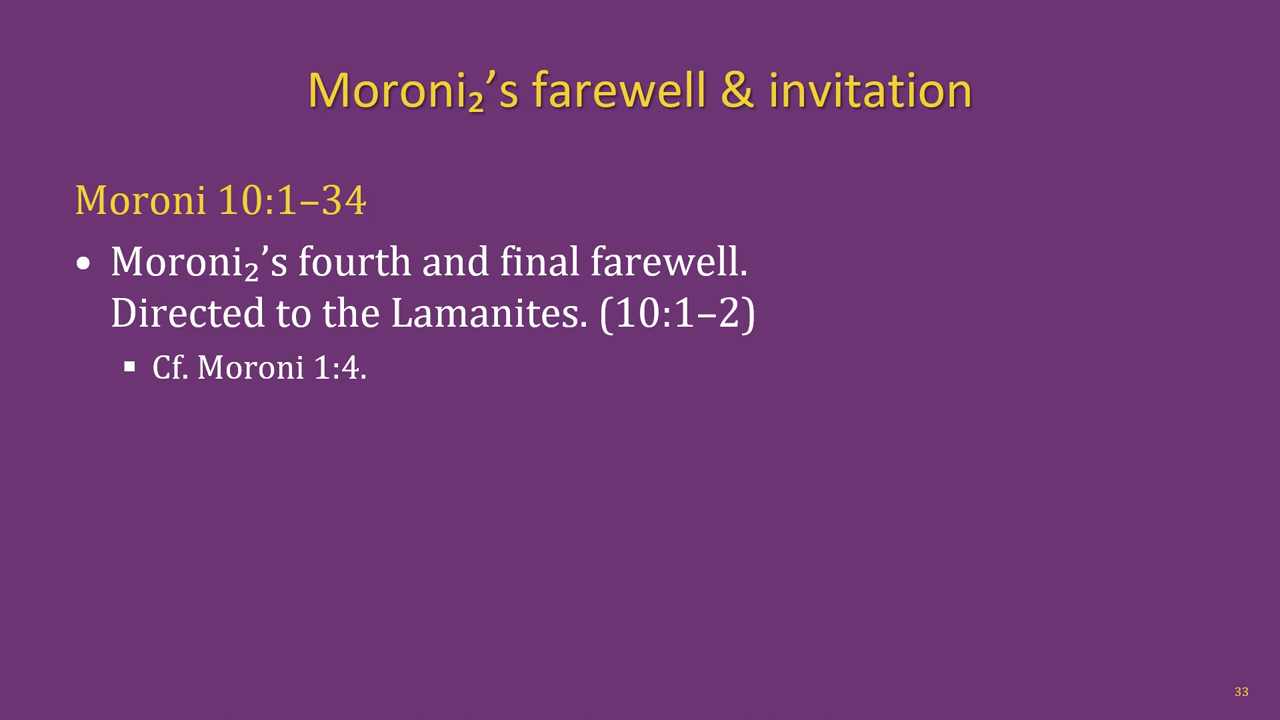 Moroni₂’s farewell & invitation
Moroni 10:1–34
• Moroni₂’s fourth and final farewell.
Directed to the Lamanites. (10:1–2)
▪ Cf. Moroni 1:4.
33